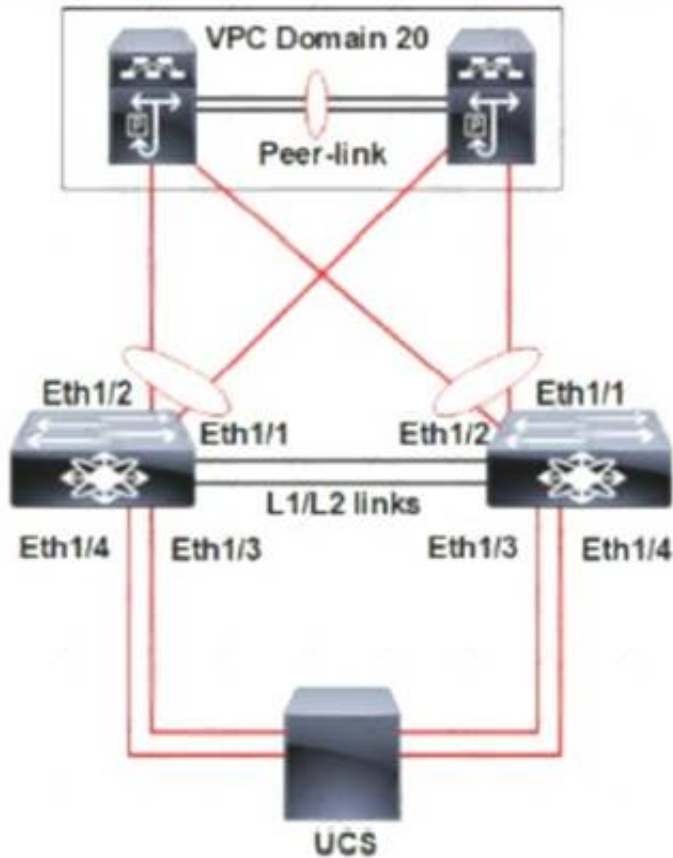 VPC Domain 20
Peer-link
Eth1/2
Eth1/1
Eth1/2
Eth1/1
L1/L2 links
Eth1/4
Eth1/3
Eth1/3
Eth1/4
UCS